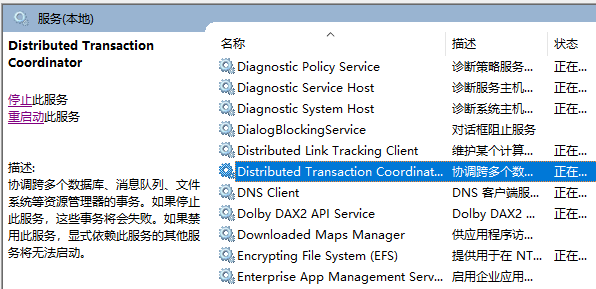 服务(本地)
Distributed Transaction
Coordinator
停止此服务
重启动此服务
描述:
协调跨多个数据库、消息队列、文件
系统等资源管理器的事务。如果停止
此服务，这些事务将会失败。如果禁
用此服务，显式依赖此服务的其他服
务将无法启动。
名称 描述 状态
Diagnostic Policy Service 诊断策略服务... 正在...
Diagnostic Service Host 诊断服务主机... 正在...
Diagnostic System Host 诊断系统主机... 正在...
DialogBlockingService 对话框阻止服务
Distributed Link Tracking Client 维护某个计算... 正在...
Distributed Transaction Coordinat... 协调跨多个数... 正在...
DNS Client DNS 客户端服... 正在...
Dolby DAX2 API Service Dolby DAX2 ... 正在...
Downloaded Maps Manager 供应用程序访...
Encrypting File System (EFS) 提供用于在 NT... 正在...
Enterprise App Management Serv... 启用企业应用...